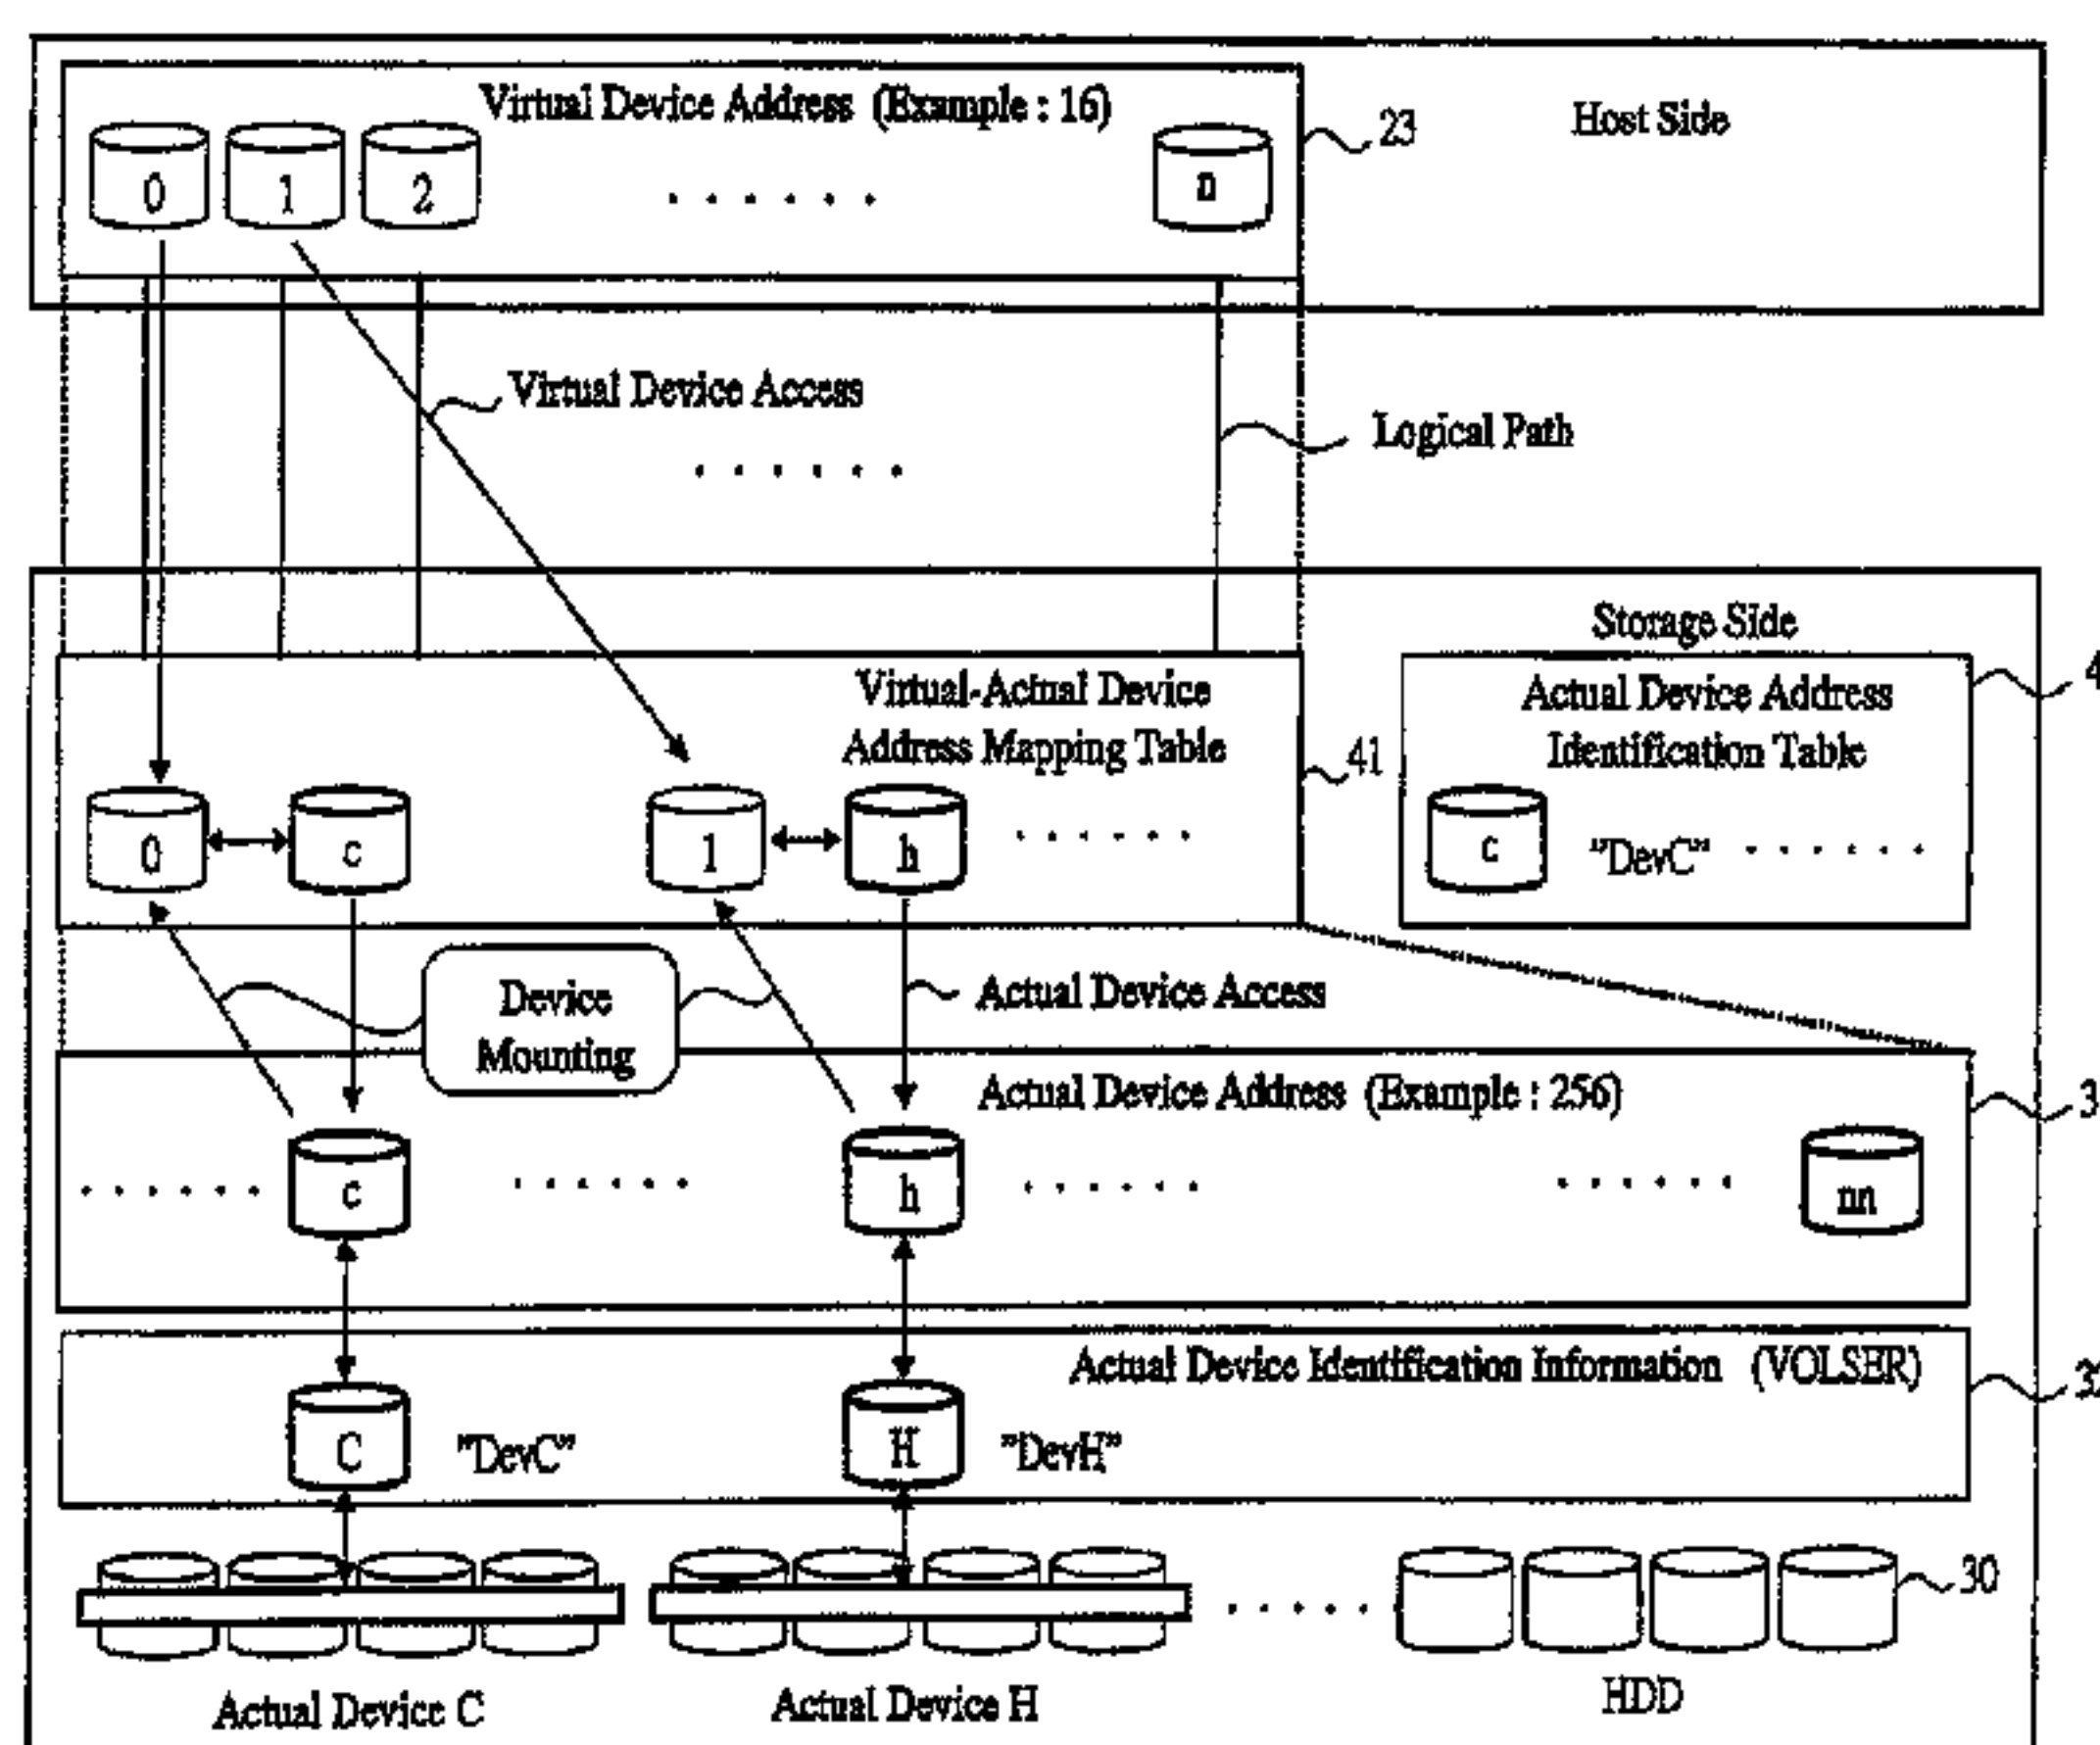 Virtual Device Address (Example : 16)
Host Side
23
0 1 2 ...... n
Virtual Device Access
......
Logical Path
Storage Side
Virtual-Actual Device
Address Mapping Table
41
Actual Device Address
Identification Table
4
0 c 1 h ......
c "DevC" ......
Device
Mounting
Actual Device Access
Actual Device Address (Example : 256)
3
...... c ...... h ...... ...... nn
Actual Device Identification Information (VOLSER)
32
C "DevC" H "DevH"
......
30
Actual Device C
Actual Device H
HDD